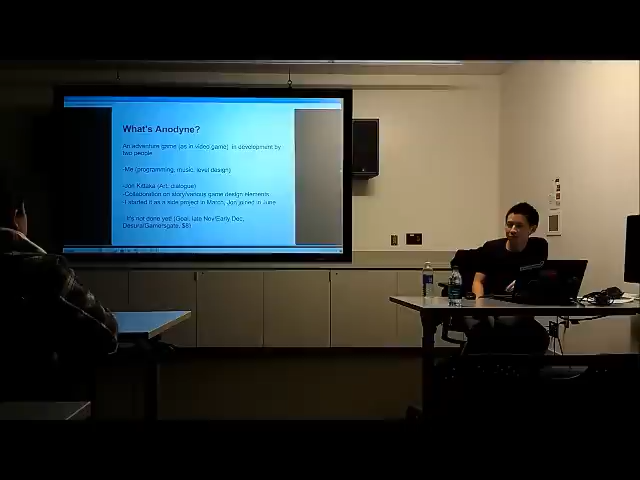 What's Anodyne?
An adventure game (as in video game) in development by
two people
-Me (programming, music, level design)
-Jon Kittaka (Art, dialogue)
-Collaboration on story/various game design elements
-I started it as a side project in March, Jon joined in June
-It's not done yet! (Goal, late Nov/Early Dec,
Desura/Gamersgate, $8)